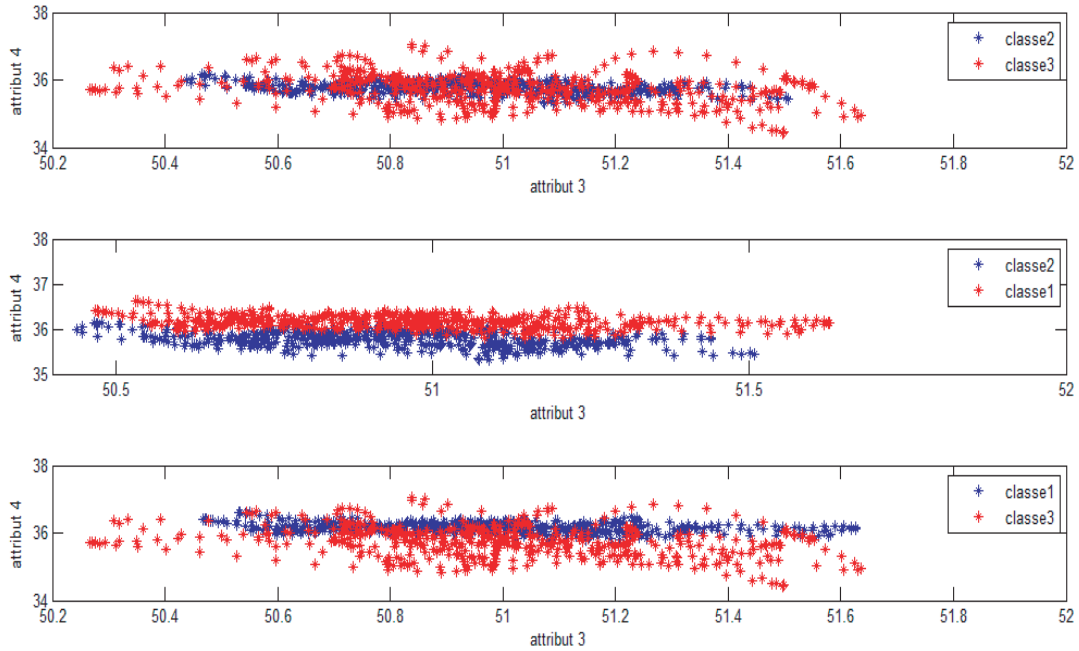 38
36
34
attribut 4
classe2
classe3
50.2 50.4 50.6 50.8 51 51.2 51.4 51.6 51.8 52
attribut 3
38
37
36
35
attribut 4
classe2
classe1
50.5 51 51.5 52
attribut 3
38
36
34
attribut 4
classe1
classe3
50.2 50.4 50.6 50.8 51 51.2 51.4 51.6 51.8 52
attribut 3